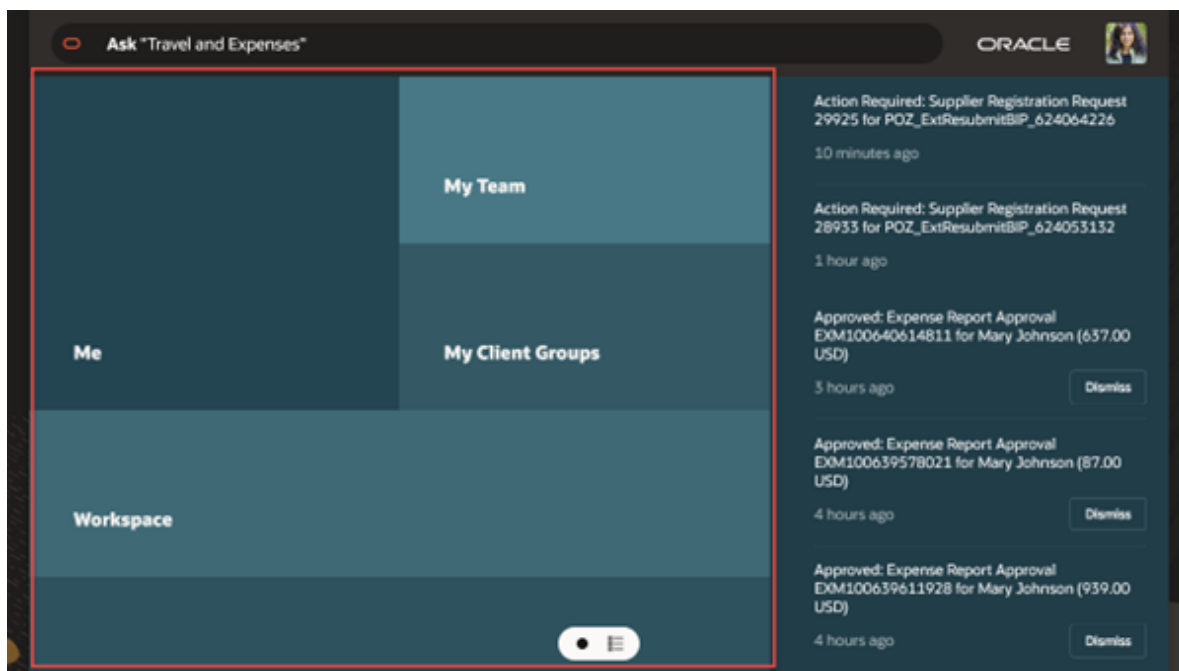 Ask "Travel and Expenses"
ORACLE
My Team
Me
My Client Groups
Workspace
Action Required: Supplier Registration Request
29925 for POZ_ExtResubmitBIP_624064226
10 minutes ago
Action Required: Supplier Registration Request
28933 for POZ_ExtResubmitBIP_624053132
1 hour ago
Approved: Expense Report Approval
EXM100640614811 for Mary Johnson (637.00
USD)
3 hours ago
Dismiss
Approved: Expense Report Approval
EXM100639578021 for Mary Johnson (87.00
USD)
4 hours ago
Dismiss
Approved: Expense Report Approval
EXM100639611928 for Mary Johnson (939.00
USD)
4 hours ago
Dismiss